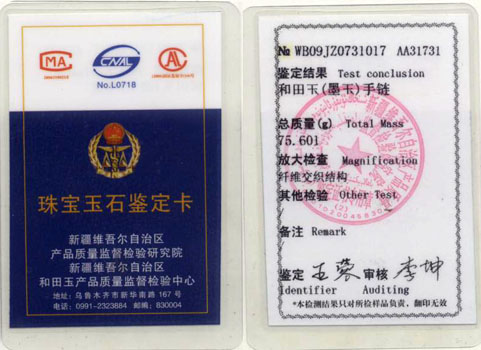 CMA
CNAL
No.L0718
AL
珠宝玉石鉴定卡
新疆维吾尔自治区
产品质量监督检验研究院
新疆维吾尔自治区
和田玉产品质量监督检验中心
地址：乌鲁木齐市新华南路 167 号
电话：0991-2323884 邮编：830004
№ WB09JZ0731017 AA31731
鉴定结果 Test conclusion
和田玉(墨玉)手链
总质量(g) Total Mass
75.601
放大检查 Magnification
纤维交织结构
其他检验 Other Test
备注 Remark
鉴定 审核 李坤
Identifier Auditing
*本检测结果只对所检样品负责，翻印无效